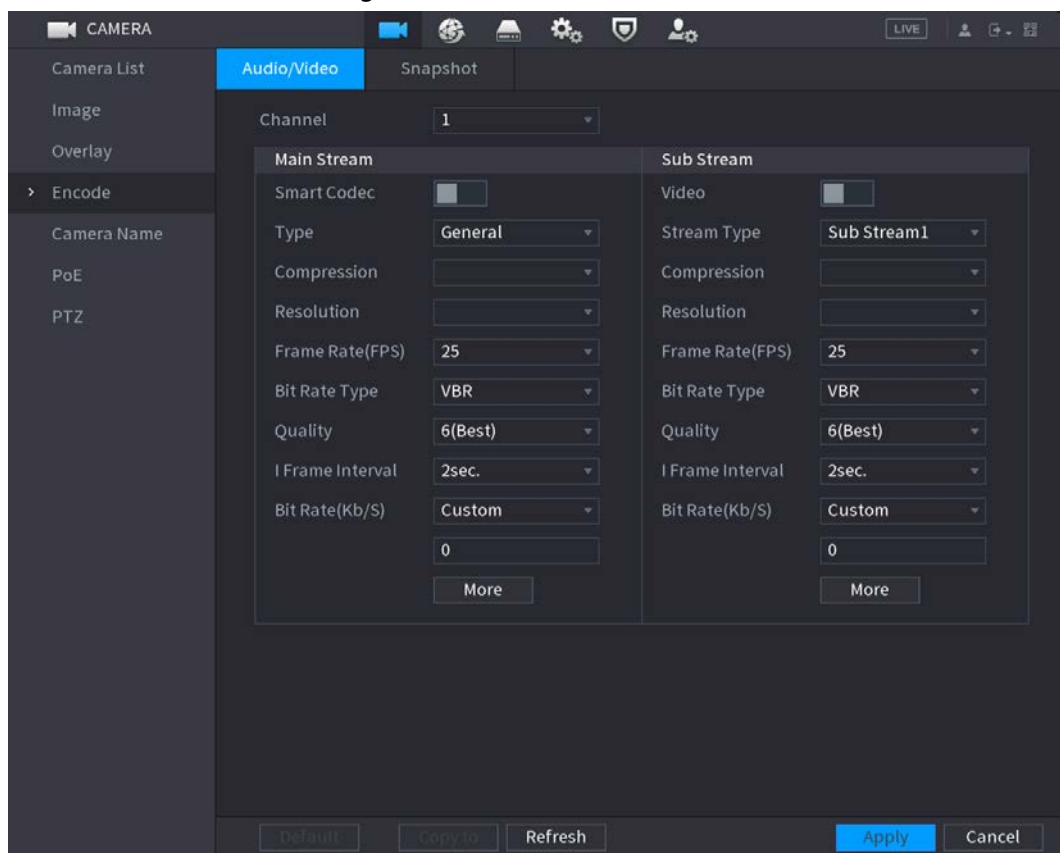 CAMERA LIVE
Camera List
Image
Overlay
Encode
Camera Name
PoE
PTZ
Audio/Video Snapshot
Channel 1
Main Stream Sub Stream
Smart Codec Video
Type General Stream Type Sub Stream1
Compression Compression
Resolution Resolution
Frame Rate(FPS) 25 Frame Rate(FPS) 25
Bit Rate Type VBR Bit Rate Type VBR
Quality 6(Best) Quality 6(Best)
I Frame Interval 2sec. I Frame Interval 2sec.
Bit Rate(Kb/S) Custom Bit Rate(Kb/S) Custom
0 0
More More
Default Copy to Refresh Apply Cancel